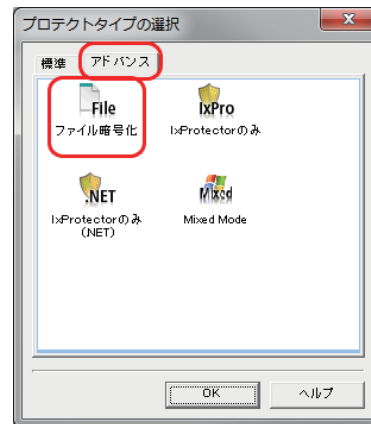 プロテクトタイプの選択
標準 アドバンス
File
ファイル暗号化
IxPro
IxProtectorのみ
.NET
IxProtectorのみ
(.NET)
Mixed
Mixed Mode
OK
ヘルプ